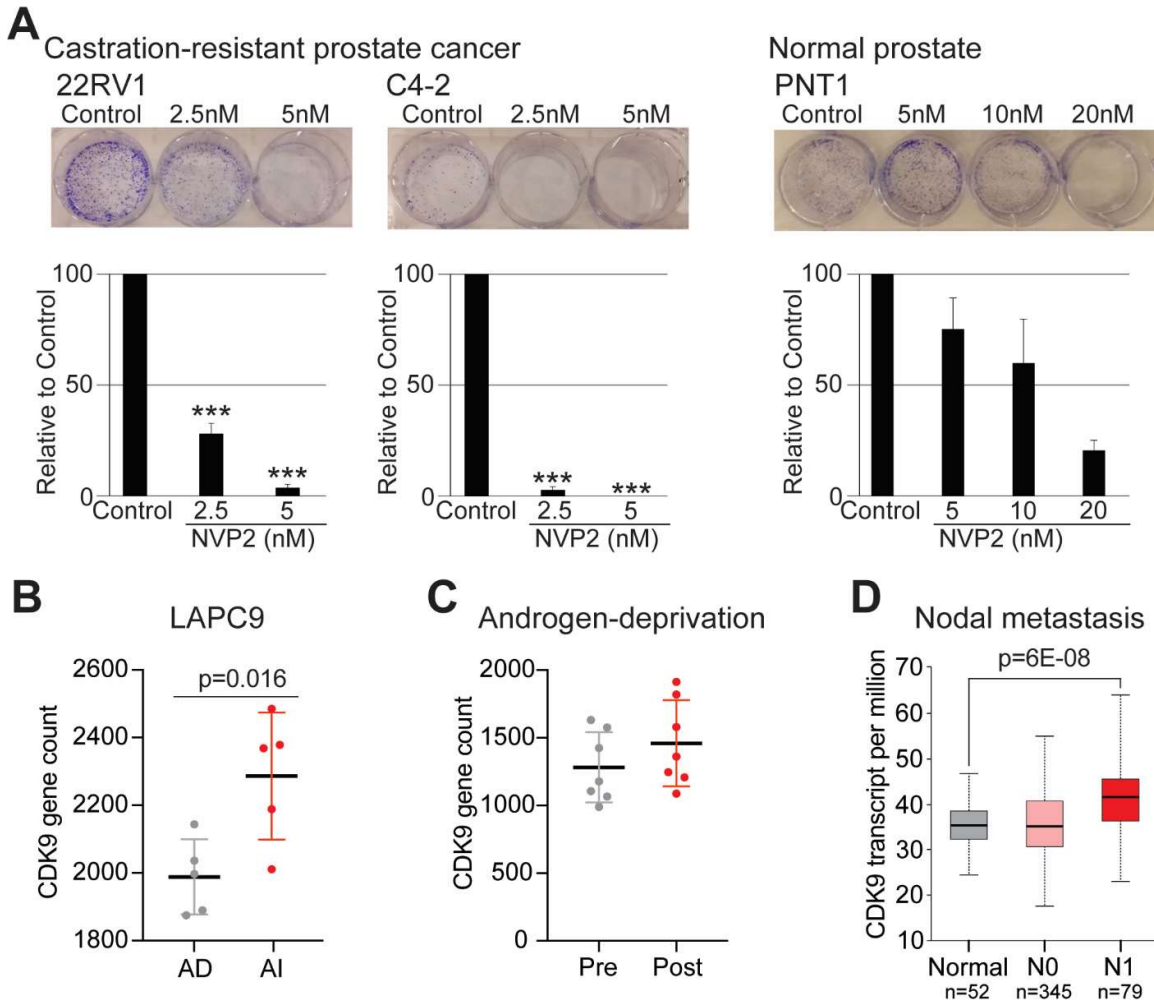 A
Castration-resistant prostate cancer
22RV1
Control 2.5nM 5nM
C4-2
Control 2.5nM 5nM
Normal prostate
PNT1
Control 5nM 10nM 20nM
Relative to Control
100
50
0
***
***
Control 2.5 5
NVP2 (nM)
Relative to Control
100
50
0
***
***
Control 2.5 5
NVP2 (nM)
Relative to Control
100
50
0
Control 5 10 20
NVP2 (nM)
B
LAPC9
p=0.016
CDK9 gene count
2600
2400
2200
2000
1800
AD AI
C
Androgen-deprivation
CDK9 gene count
2000
1500
1000
500
0
Pre Post
D
Nodal metastasis
p=6E-08
CDK9 transcript per million
70
60
50
40
30
20
10
Normal N0 N1
n=52 n=345 n=79